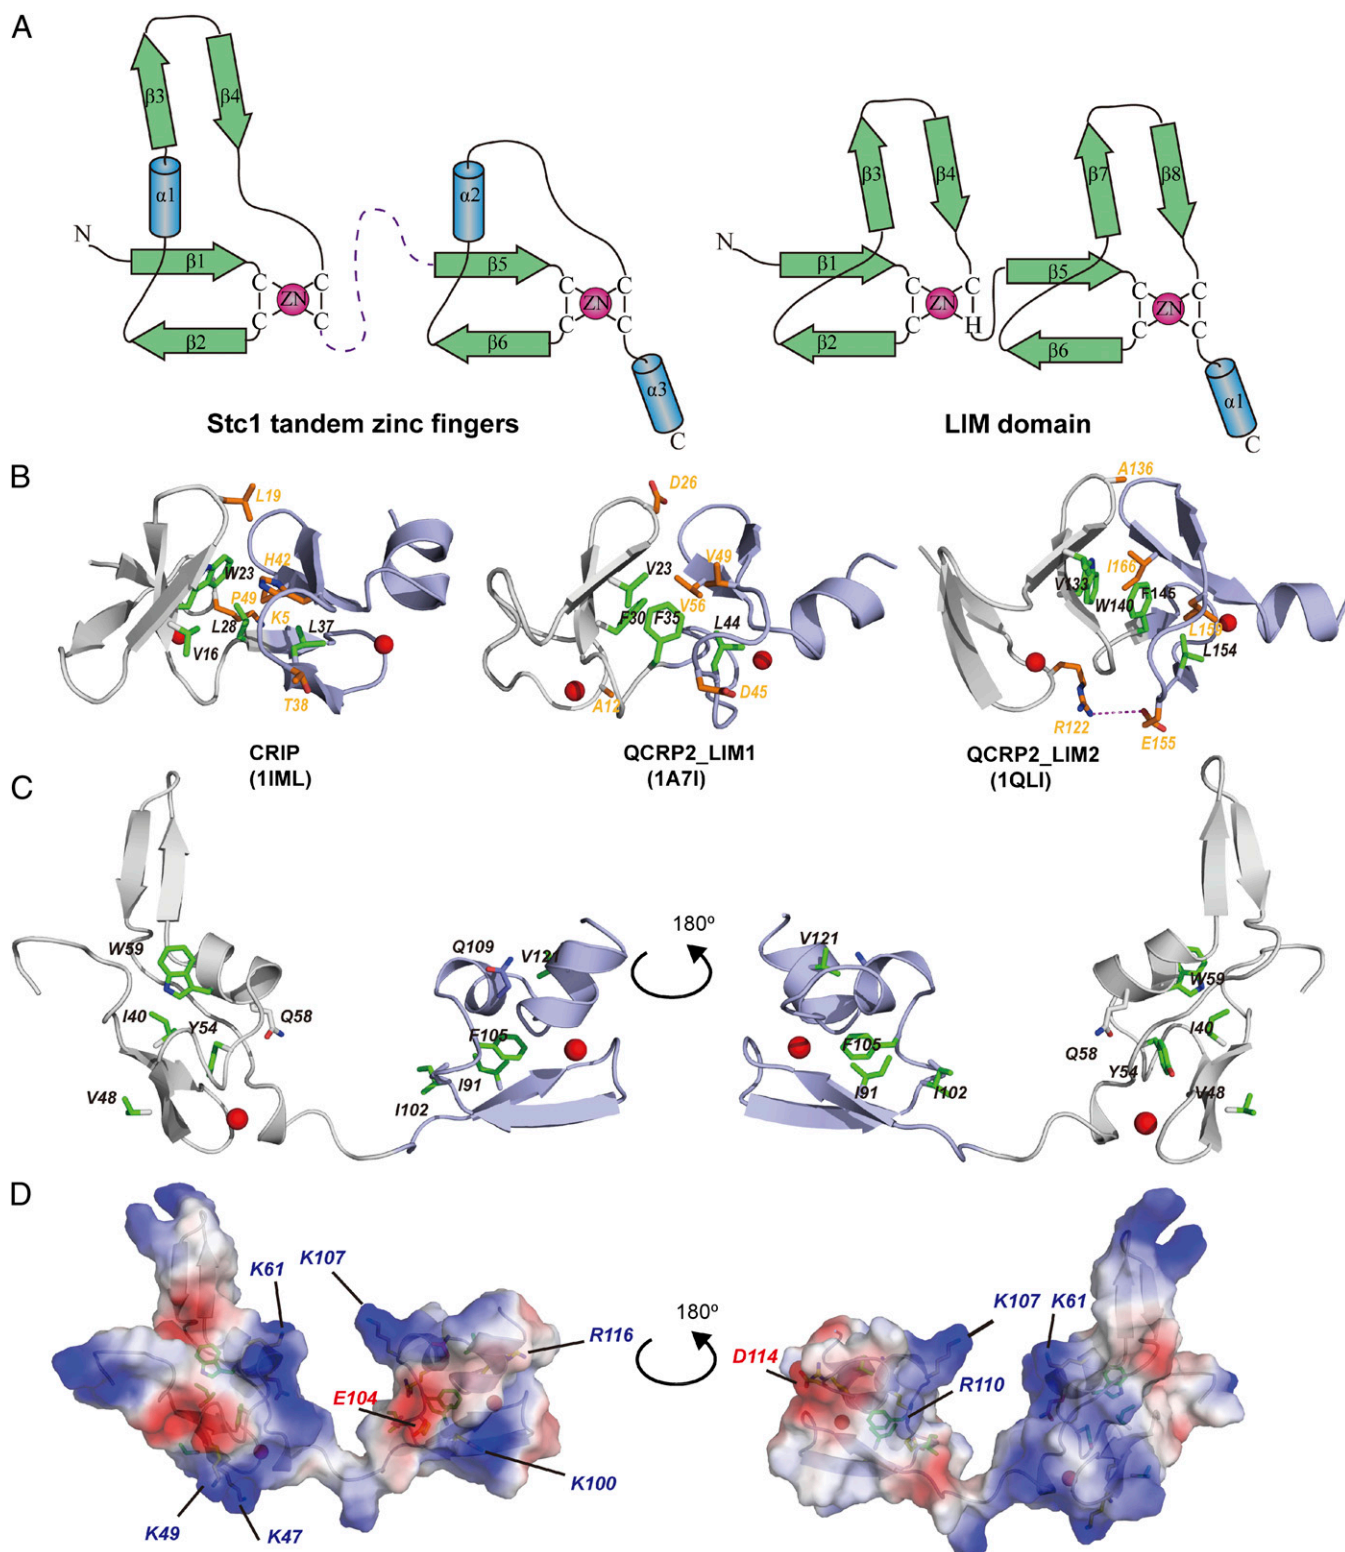 A
β3
β4
α1
N
β1
β2
C
C
C
C
ZN
α2
β5
β6
C
C
C
C
ZN
α3
C
Stc1 tandem zinc fingers
β3
β4
β7
β8
N
β1
β2
C
C
C
H
ZN
β5
β6
C
C
C
C
ZN
α1
C
LIM domain
B
L19
W23
H42
P49
K5
L28
L37
V16
T38
CRIP
(1IML)
D26
V23
V49
V56
F30
F35
L44
A12
D45
QCRP2_LIM1
(1A7I)
A136
V133
I166
W140
F145
L154
R122
E155
QCRP2_LIM2
(1QLI)
C
W59
I40
Y54
Q58
V48
Q109
V121
F105
I91
I102
180º
V121
F105
I91
I102
W59
Q58
I40
Y54
V48
D
K61
K107
R116
E104
K100
K49
K47
180º
K107
K61
D114
R110